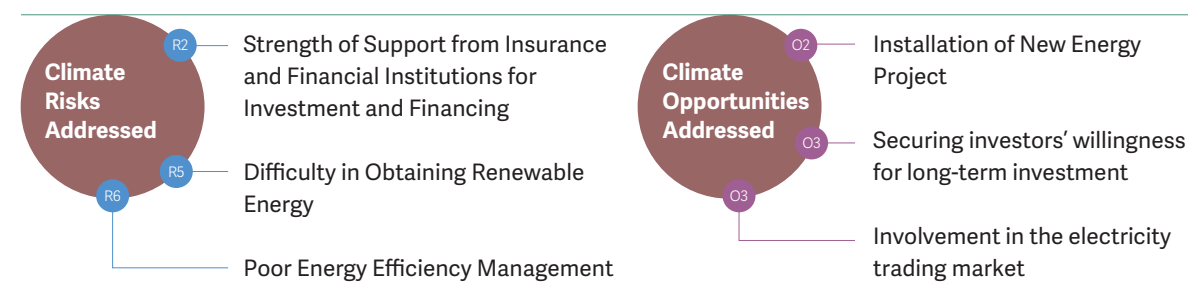 Climate
Risks
Addressed
R2
Strength of Support from Insurance
and Financial Institutions for
Investment and Financing
R5
Difficulty in Obtaining Renewable
Energy
R6
Poor Energy Efficiency Management
Climate
Opportunities
Addressed
O2
Installation of New Energy
Project
O3
Securing investors’ willingness
for long-term investment
O3
Involvement in the electricity
trading market